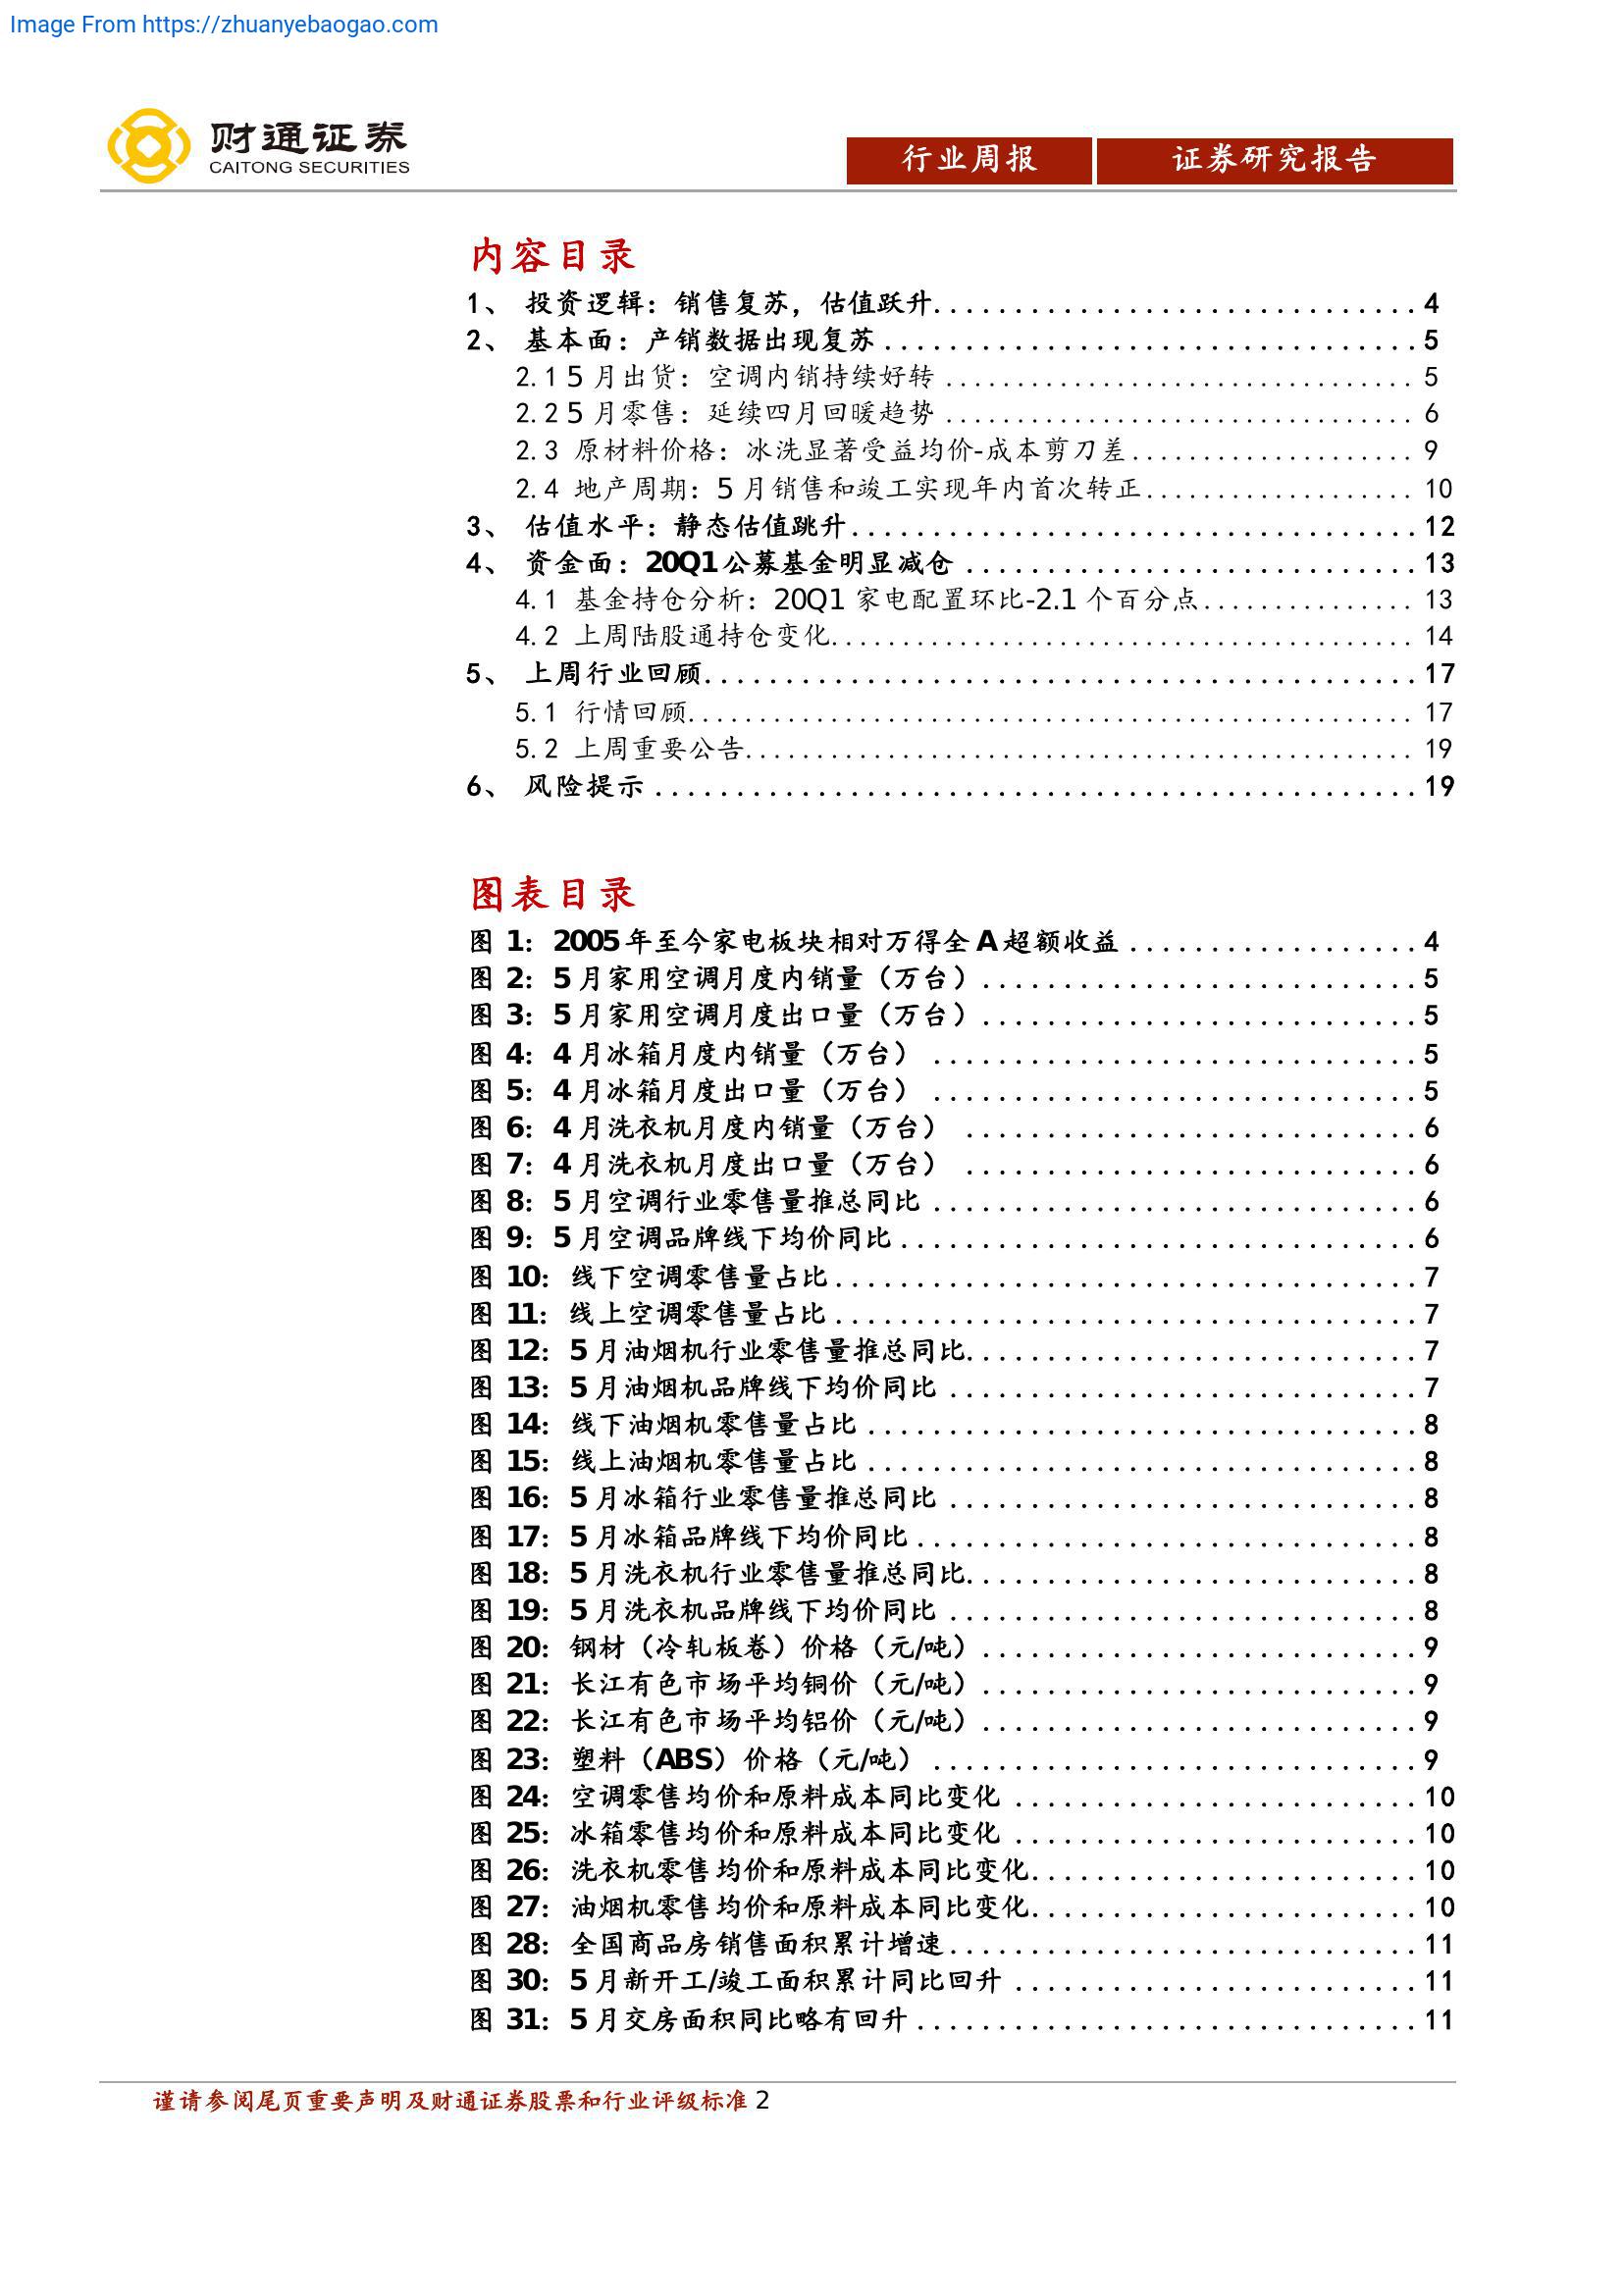 Image From https://zhuanyebaogao.com
财通证券
CAITONG SECURITIES
行业周报 证券研究报告
内容目录
1、 投资逻辑：销售复苏，估值跃升..............................4
2、 基本面：产销数据出现复苏.................................5
2.1 5 月出货：空调内销持续好转.................................5
2.2 5 月零售：延续四月回暖趋势.................................6
2.3 原材料价格：冰洗显著受益均价-成本剪刀差....................9
2.4 地产周期：5 月销售和竣工实现年内首次转正...................10
3、 估值水平：静态估值跳升...................................12
4、 资金面：20Q1 公募基金明显减仓............................13
4.1 基金持仓分析：20Q1 家电配置环比-2.1 个百分点...............13
4.2 上周陆股通持仓变化.........................................14
5、 上周行业回顾............................................17
5.1 行情回顾...................................................17
5.2 上周重要公告...............................................19
6、 风险提示...............................................19
图表目录
图 1：2005 年至今家电板块相对万得全 A 超额收益..................4
图 2：5 月家用空调月度内销量（万台）...........................5
图 3：5 月家用空调月度出口量（万台）...........................5
图 4：4 月冰箱月度内销量（万台）..............................5
图 5：4 月冰箱月度出口量（万台）..............................5
图 6：4 月洗衣机月度内销量（万台）............................6
图 7：4 月洗衣机月度出口量（万台）............................6
图 8：5 月空调行业零售量推总同比..............................6
图 9：5 月空调品牌线下均价同比................................6
图 10：线下空调零售量占比....................................7
图 11：线上空调零售量占比....................................7
图 12：5 月油烟机行业零售量推总同比............................7
图 13：5 月油烟机品牌线下均价同比.............................7
图 14：线下油烟机零售量占比..................................8
图 15：线上油烟机零售量占比..................................8
图 16：5 月冰箱行业零售量推总同比.............................8
图 17：5 月冰箱品牌线下均价同比...............................8
图 18：5 月洗衣机行业零售量推总同比............................8
图 19：5 月洗衣机品牌线下均价同比.............................8
图 20：钢材（冷轧板卷）价格（元/吨）...........................9
图 21：长江有色市场平均铜价（元/吨）...........................9
图 22：长江有色市场平均铝价（元/吨）...........................9
图 23：塑料（ABS）价格（元/吨）..............................9
图 24：空调零售均价和原料成本同比变化.........................10
图 25：冰箱零售均价和原料成本同比变化.........................10
图 26：洗衣机零售均价和原料成本同比变化........................10
图 27：油烟机零售均价和原料成本同比变化........................10
图 28：全国商品房销售面积累计增速.............................11
图 30：5 月新开工/竣工面积累计同比回升.........................11
图 31：5 月交房面积同比略有回升...............................11
谨请参阅尾页重要声明及财通证券股票和行业评级标准 2